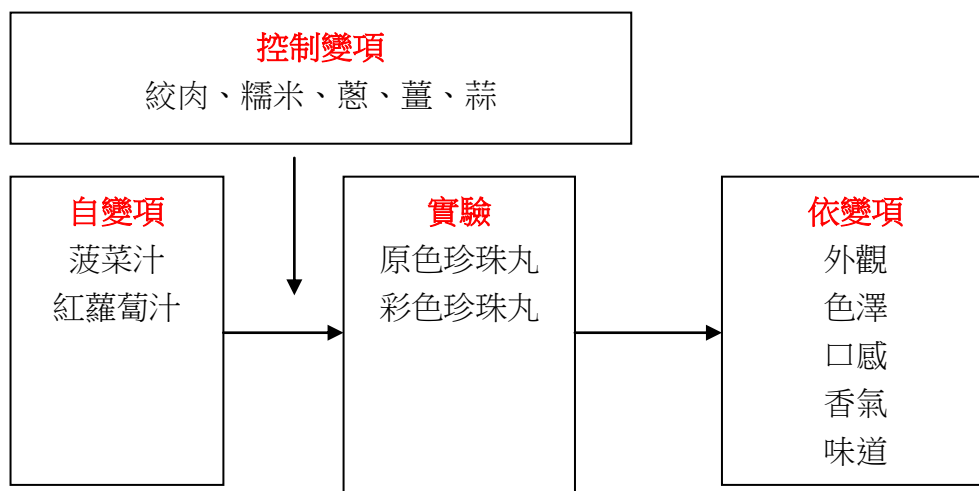 控制變項
絞肉、糯米、蔥、薑、蒜
自變項
菠菜汁
紅蘿蔔汁
實驗
原色珍珠丸
彩色珍珠丸
依變項
外觀
色澤
口感
香氣
味道